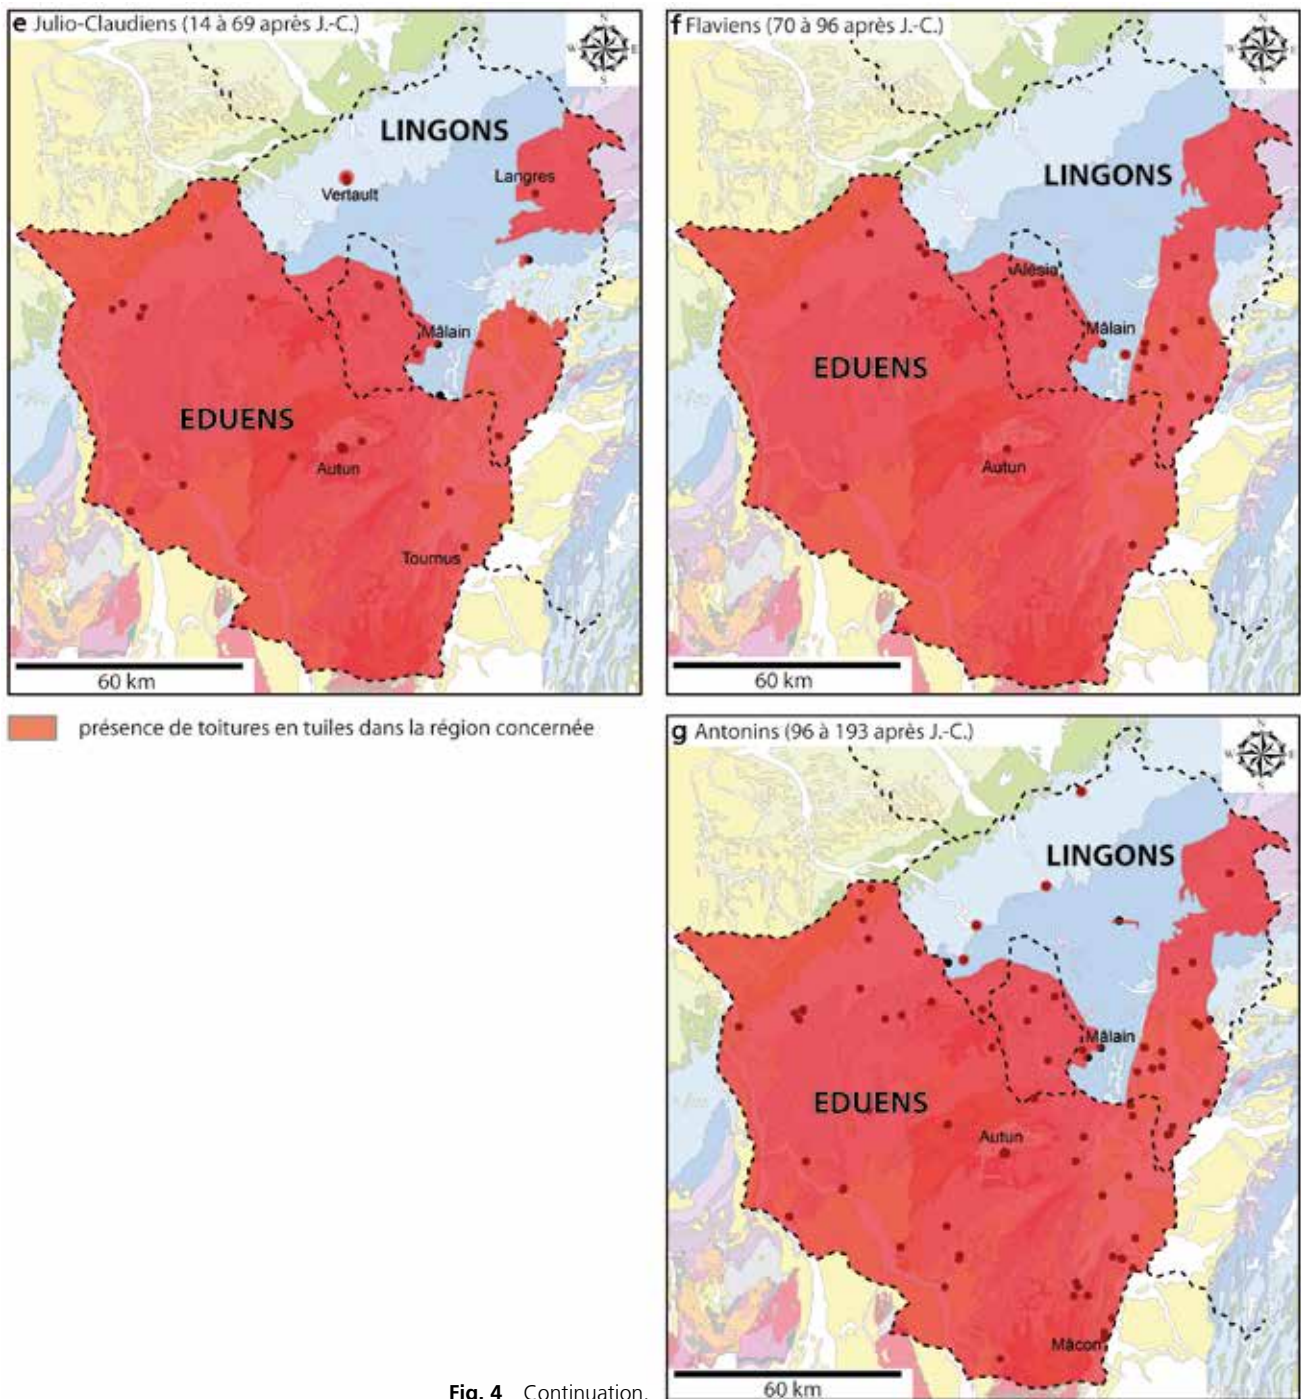 e Julio-Claudiens (14 à 69 après J.-C.)
N
W E
S
LINGONS
Vertault
Langres
Mâlain
EDUENS
Autun
Tournus
60 km
f Flaviens (70 à 96 après J.-C.)
N
W E
S
LINGONS
Alésia
Mâlain
EDUENS
Autun
60 km
présence de toitures en tuiles dans la région concernée
g Antonins (96 à 193 après J.-C.)
N
W E
S
LINGONS
Mâlain
EDUENS
Autun
Mâcon
60 km
Fig. 4 Continuation.